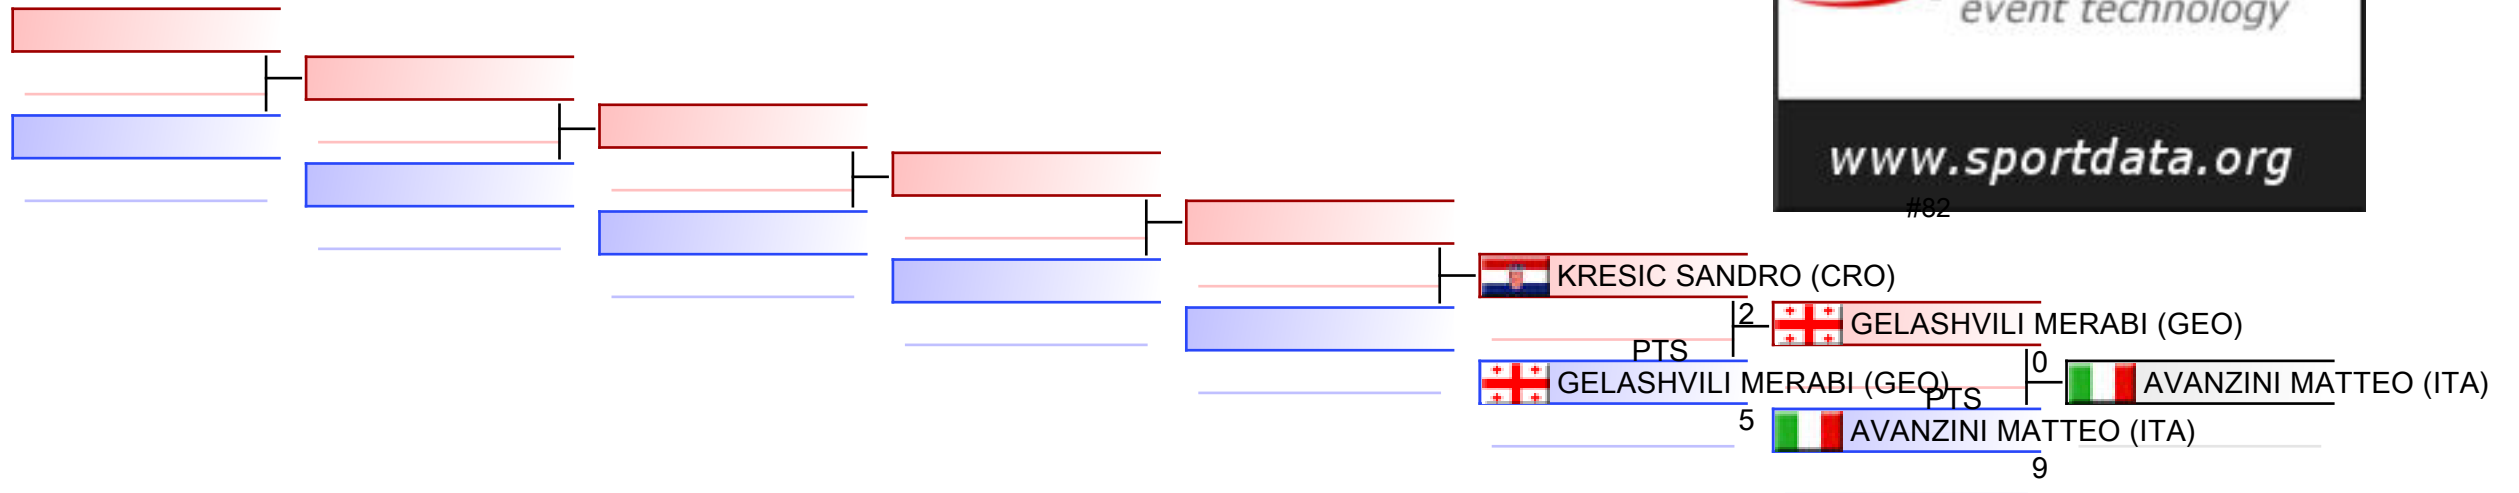 event technology
www.sportdata.org
#82
KRESIC SANDRO (CRO)
2
GELASHVILI MERABI (GEO)
PTS
0
GELASHVILI MERABI (GEO)
AVANZINI MATTEO (ITA)
PTS
5
AVANZINI MATTEO (ITA)
9